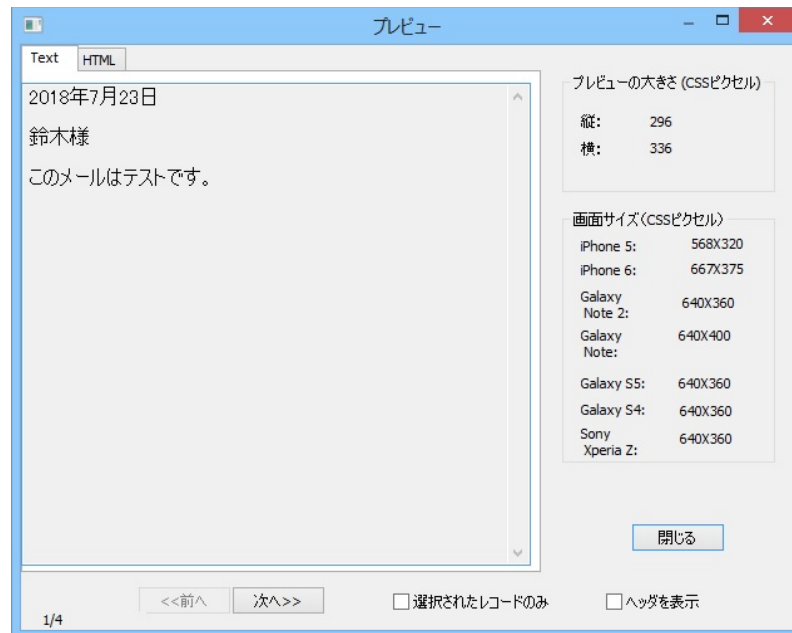 プレビュー
Text HTML
2018年7月23日
鈴木様
このメールはテストです。
プレビューの大きさ(CSSピクセル)
縦: 296
横: 336
画面サイズ(CSSピクセル)
iPhone 5: 568X320
iPhone 6: 667X375
Galaxy
Note 2: 640X360
Galaxy 640X400
Note:
Galaxy S5: 640X360
Galaxy S4: 640X360
Sony 640X360
Xperia Z:
閉じる
<<前へ 次へ>> 選択されたレコードのみ ヘッダを表示
1/4